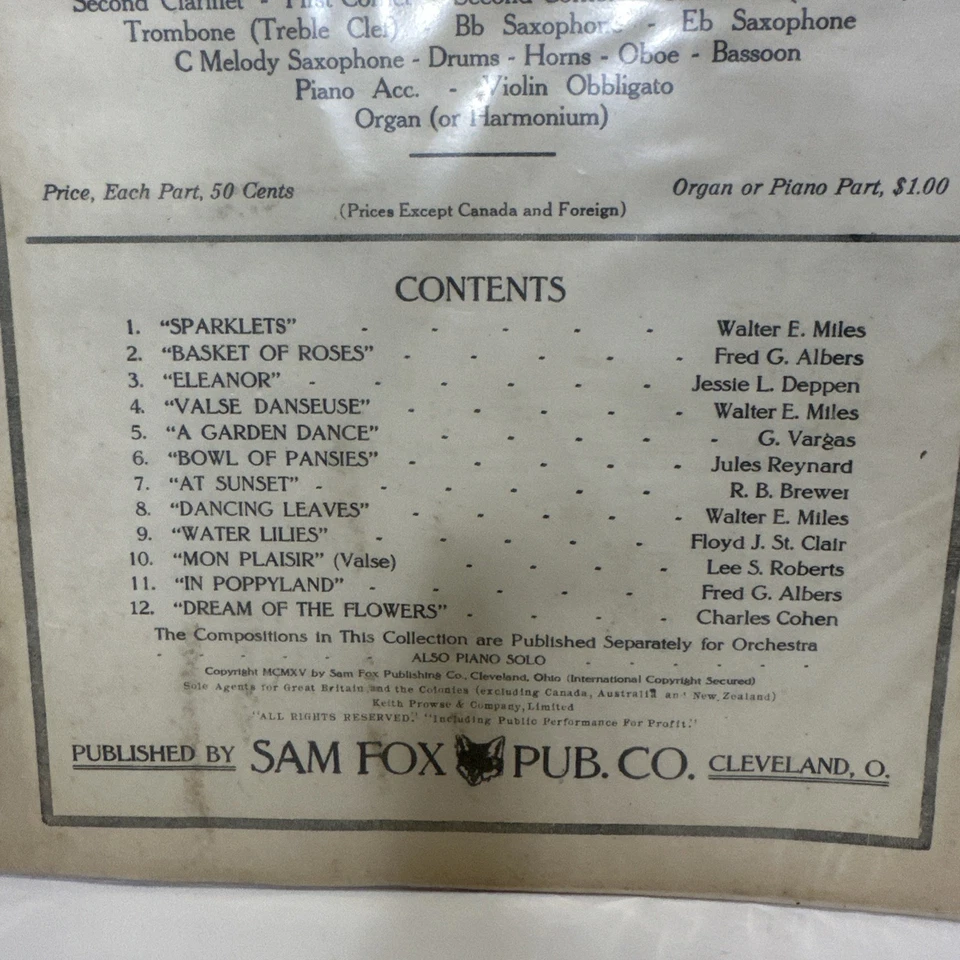 Second Clarinet - First Cornet - Second
Trombone (Treble Clef) - Bb Saxophone - Eb Saxophone
C Melody Saxophone - Drums - Horns - Oboe - Bassoon
Piano Acc. - Violin Obbligato
Organ (or Harmonium)
Price, Each Part, 50 Cents Organ or Piano Part, $1.00
(Prices Except Canada and Foreign)
CONTENTS
1. "SPARKLETS" - - - - - Walter E. Miles
2. "BASKET OF ROSES" - - - - - Fred G. Albers
3. "ELEANOR" - - - - - - Jessie L. Deppen
4. "VALSE DANSEUSE" - - - - - Walter E. Miles
5. "A GARDEN DANCE" - - - - - G. Vargas
6. "BOWL OF PANSIES" - - - - - Jules Reynard
7. "AT SUNSET" - - - - - - Brewer
8. "DANCING LEAVES" - - - - - Walter E. Miles
9. "WATER LILIES" - - - - - Floyd J. St. Clair
10. "MON PLAISIR" (Valse) - - - - Lee S. Roberts
11. "IN POPPYLAND" - - - - - Fred G. Albers
12. "DREAM OF THE FLOWERS" - - - - Charles Cohen
The Compositions in This Collection are Published Separately for Orchestra
- - - - - ALSO PIANO SOLO - - - - - -
Copyright MCMXV by Sam Fox Publishing Co., Cleveland, Ohio (International Copyright Secured)
Sole Agents for Great Britain and the Colonies (excluding Canada, Australia and New Zealand)
Keith Prowse & Company, Limited
"ALL RIGHTS RESERVED." "Including Public Performance For Profit."
PUBLISHED BY SAM FOX PUB. CO. CLEVELAND, O.